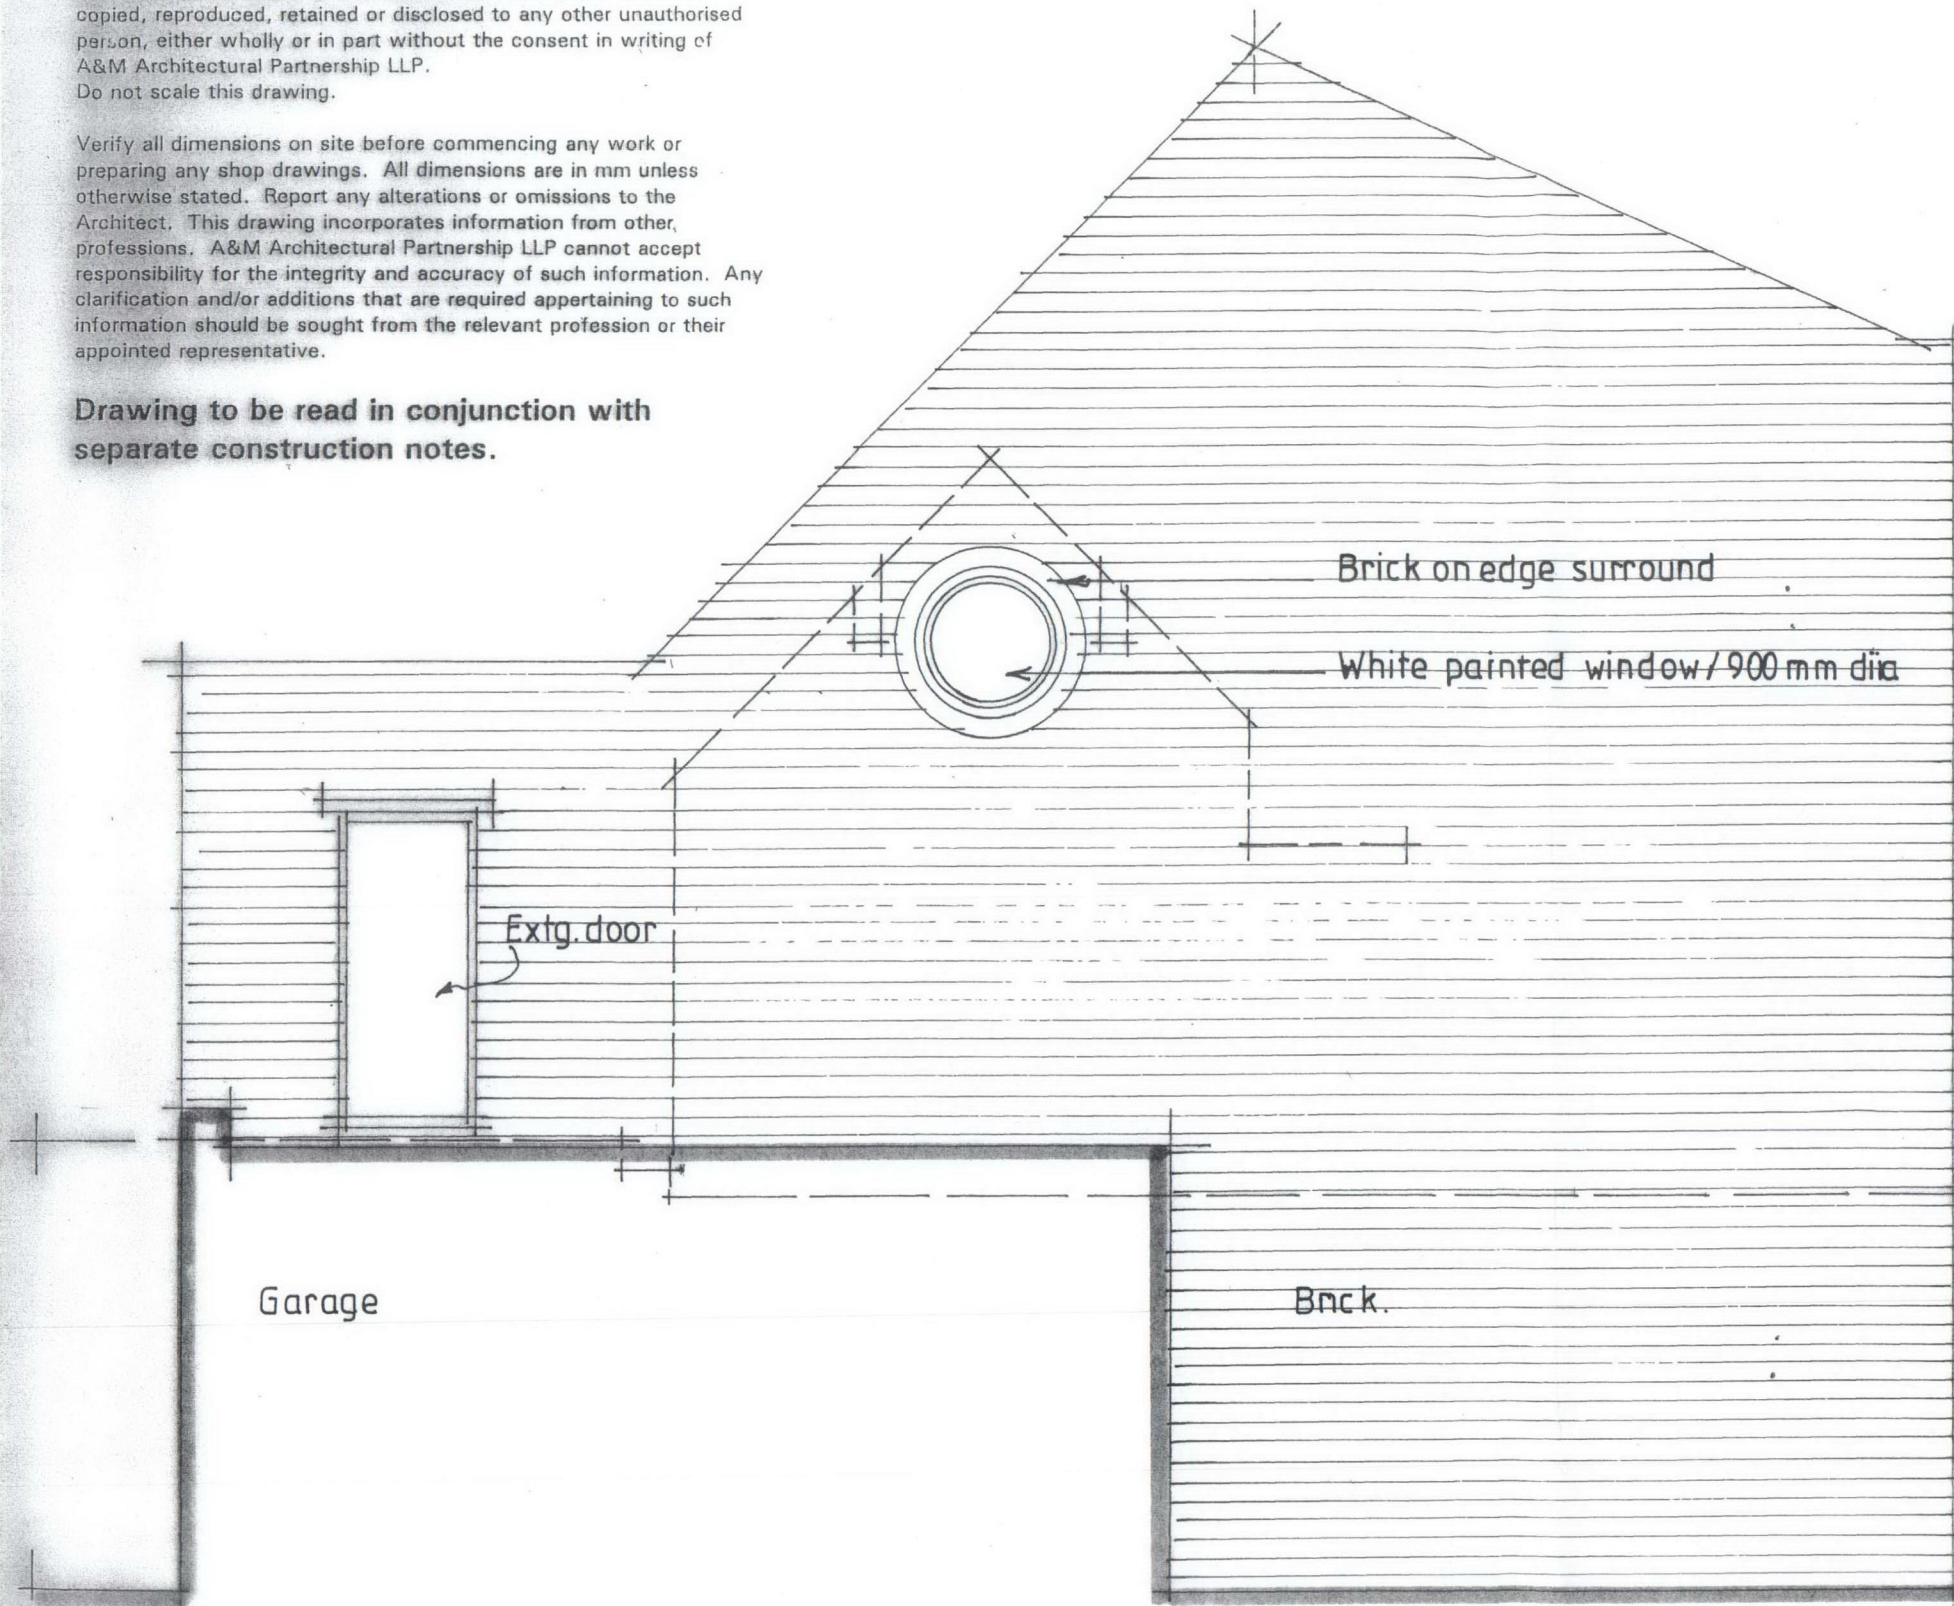 copied, reproduced, retained or disclosed to any other unauthorised
person, either wholly or in part without the consent in writing of
A&M Architectural Partnership LLP.
Do not scale this drawing.
Verify all dimensions on site before commencing any work or
preparing any shop drawings. All dimensions are in mm unless
otherwise stated. Report any alterations or omissions to the
Architect. This drawing incorporates information from other,
professions. A&M Architectural Partnership LLP cannot accept
responsibility for the integrity and accuracy of such information. Any
clarification and/or additions that are required appertaining to such
information should be sought from the relevant profession or their
appointed representative.
Drawing to be read in conjunction with
separate construction notes.
Brick on edge surround
White painted window/900 mm dia
Extg. door
Garage
Brick.